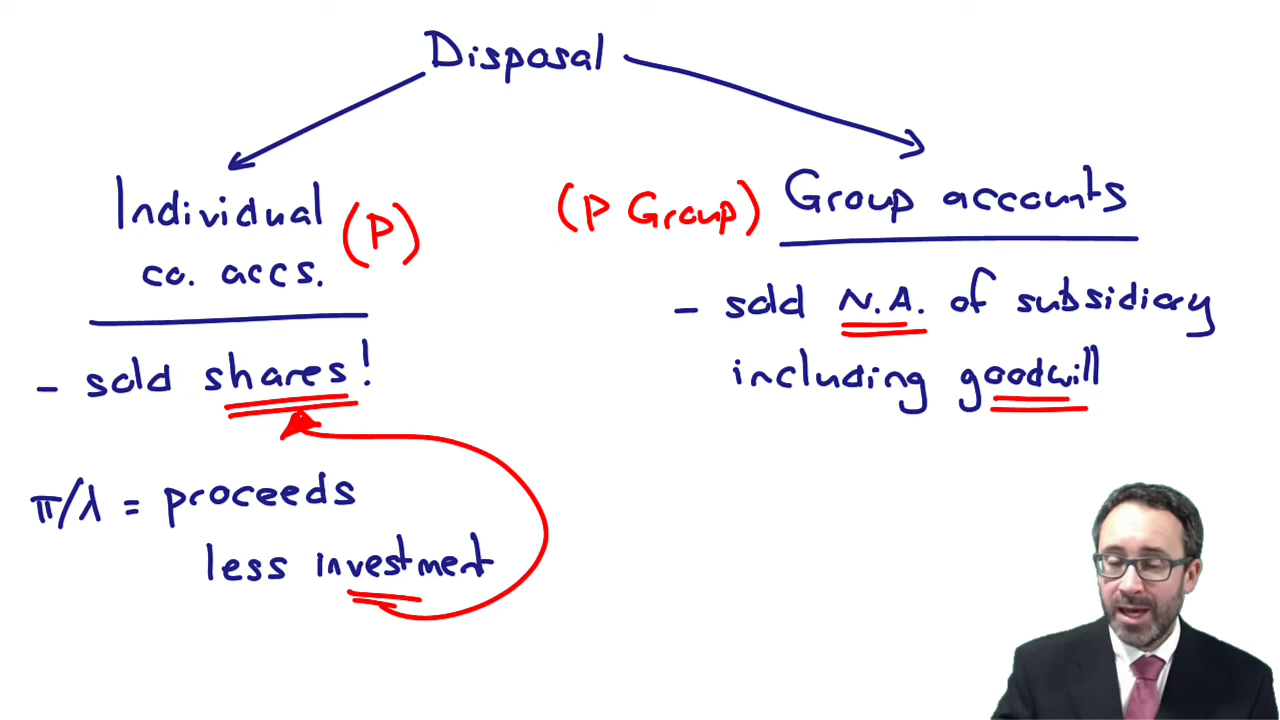 Disposal
Individual
co. accs.
(P)
- sold shares!
π/λ = proceeds
less investment
(P Group)
Group accounts
- sold N.A. of subsidiary
including goodwill